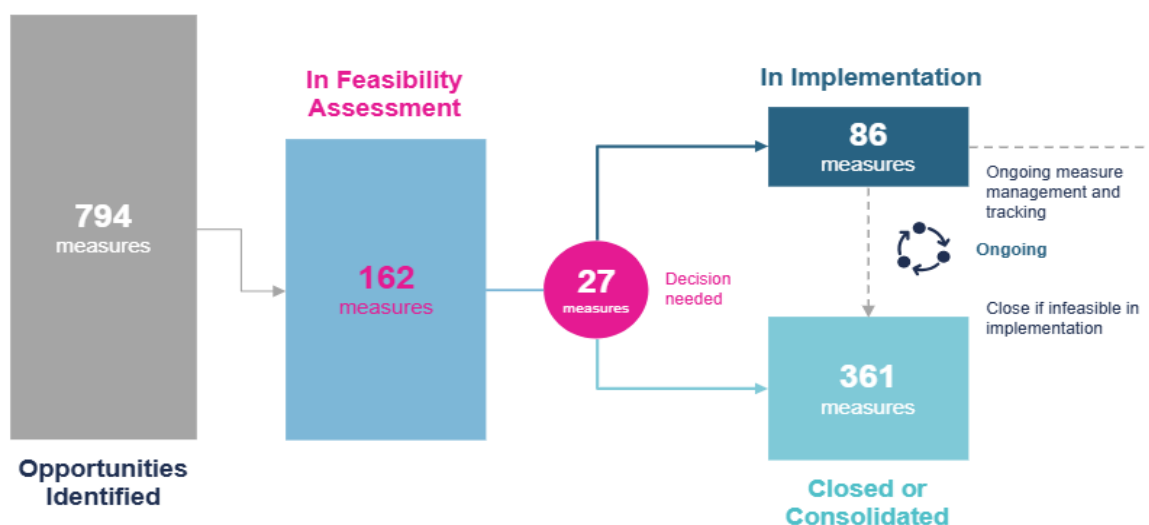 794
measures
Opportunities
Identified
In Feasibility
Assessment
162
measures
27
measures
Decision
needed
In Implementation
86
measures
Ongoing measure
management and
tracking
Ongoing
Close if infeasible in
implementation
361
measures
Closed or
Consolidated